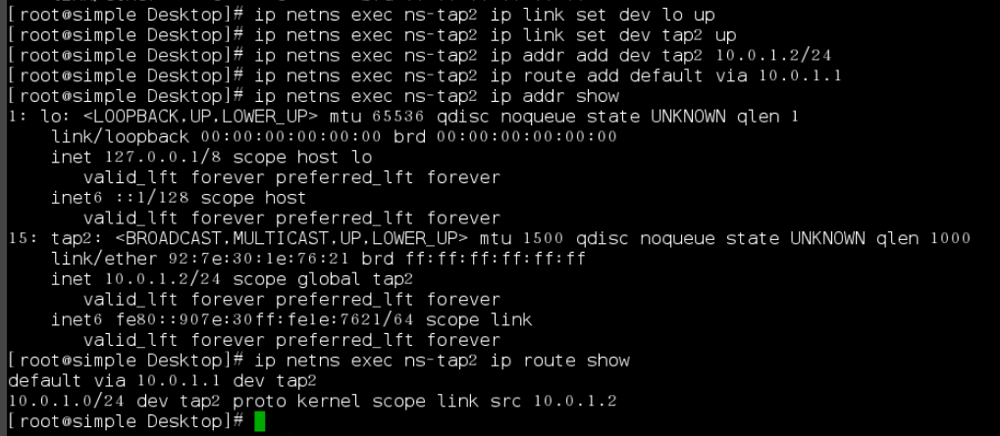 [root@simple Desktop]# ip netns exec ns-tap2 ip link set dev lo up
[root@simple Desktop]# ip netns exec ns-tap2 ip link set dev tap2 up
[root@simple Desktop]# ip netns exec ns-tap2 ip addr add dev tap2 10.0.1.2/24
[root@simple Desktop]# ip netns exec ns-tap2 ip route add default via 10.0.1.1
[root@simple Desktop]# ip netns exec ns-tap2 ip addr show
1: lo: <LOOPBACK,UP,LOWER_UP> mtu 65536 qdisc noqueue state UNKNOWN qlen 1
    link/loopback 00:00:00:00:00:00 brd 00:00:00:00:00:00
    inet 127.0.0.1/8 scope host lo
       valid_lft forever preferred_lft forever
    inet6 ::1/128 scope host
       valid_lft forever preferred_lft forever
15: tap2: <BROADCAST,MULTICAST,UP,LOWER_UP> mtu 1500 qdisc noqueue state UNKNOWN qlen 1000
    link/ether 92:7e:30:1e:76:21 brd ff:ff:ff:ff:ff:ff
    inet 10.0.1.2/24 scope global tap2
       valid_lft forever preferred_lft forever
    inet6 fe80::907e:30ff:fe1e:7621/64 scope link
       valid_lft forever preferred_lft forever
[root@simple Desktop]# ip netns exec ns-tap2 ip route show
default via 10.0.1.1 dev tap2
10.0.1.0/24 dev tap2 proto kernel scope link src 10.0.1.2
[root@simple Desktop]#